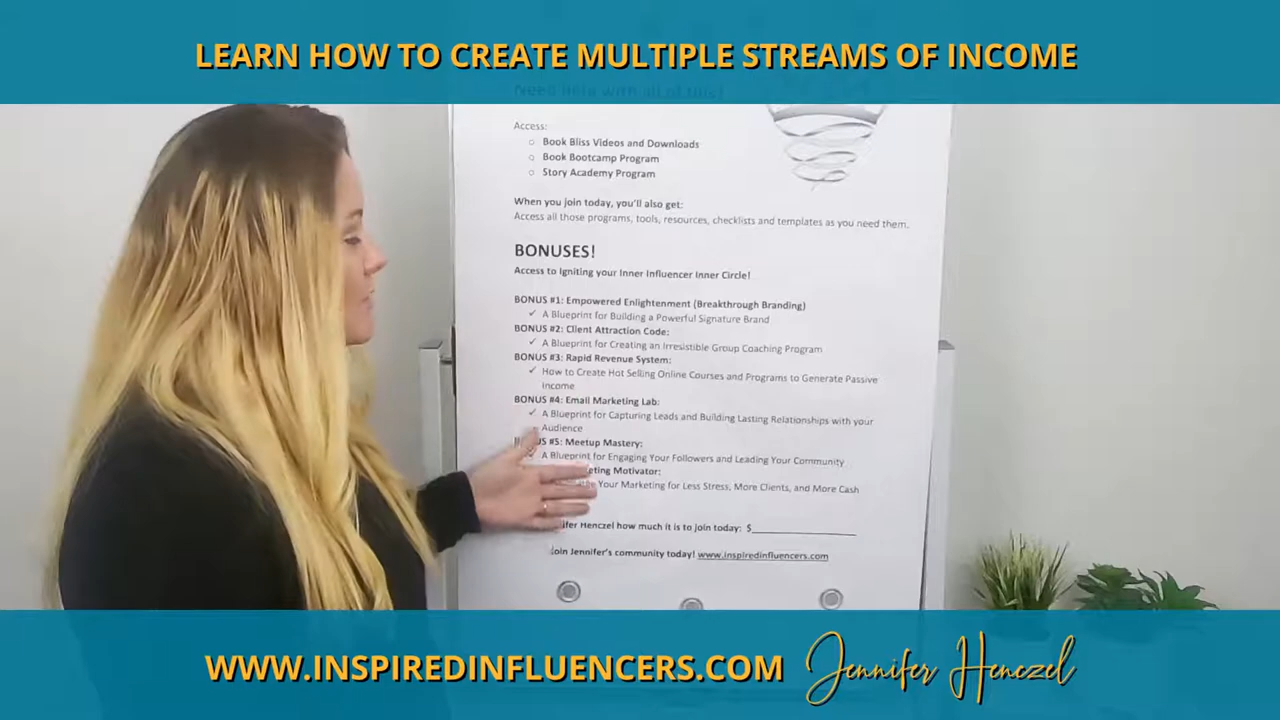 LEARN HOW TO CREATE MULTIPLE STREAMS OF INCOME
Need help with all of this?
Access:
Book Bliss Videos and Downloads
Book Bootcamp Program
Story Academy Program
When you join today, you'll also get:
Access all those programs, tools, resources, checklists and templates as you need them.
BONUSES!
Access to Igniting your Inner Influencer Inner Circle!
BONUS #1: Empowered Enlightenment (Breakthrough Branding)
✓ A Blueprint for Building a Powerful Signature Brand
BONUS #2: Client Attraction Code:
✓ A Blueprint for Creating an Irresistible Group Coaching Program
BONUS #3: Rapid Revenue System:
✓ How to Create Hot Selling Online Courses and Programs to Generate Passive
Income
BONUS #4: Email Marketing Lab:
✓ A Blueprint for Capturing Leads and Building Lasting Relationships with your
Audience
#5: Meetup Mastery:
A Blueprint for Engaging Your Followers and Leading Your Community
Motivator:
Your Marketing for Less Stress, More Clients, and More Cash
Henczel how much it is to join today: $
Join Jennifer's community today! www.inspiredinfluencers.com
WWW.INSPIREDINFLUENCERS.COM Jennifer Henczel